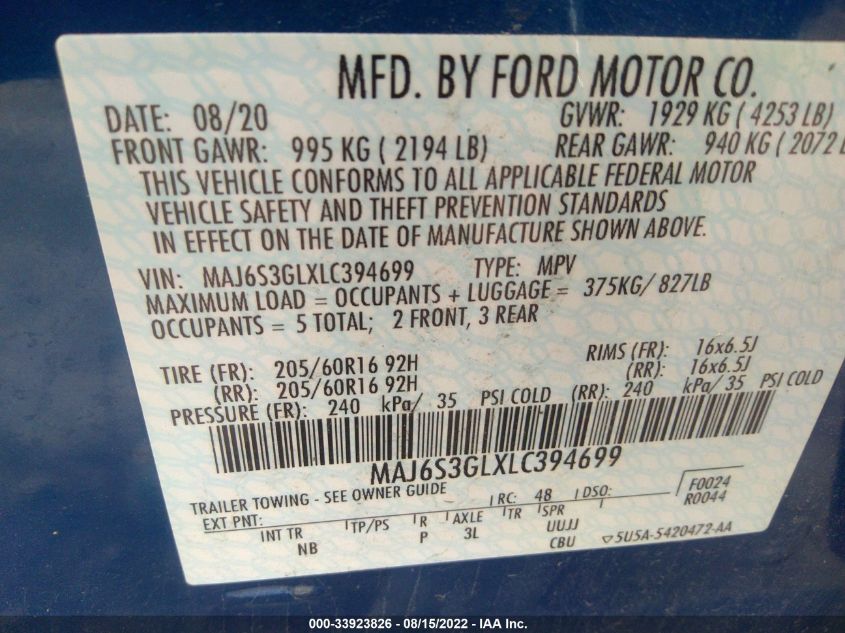 MFD. BY FORD MOTOR CO.
DATE: 08/20 GVWR: 1929 KG ( 4253 LB)
FRONT GAWR: 995 KG ( 2194 LB) REAR GAWR: 940 KG ( 2072 L
THIS VEHICLE CONFORMS TO ALL APPLICABLE FEDERAL MOTOR
VEHICLE SAFETY AND THEFT PREVENTION STANDARDS
IN EFFECT ON THE DATE OF MANUFACTURE SHOWN ABOVE.
VIN: MAJ6S3GLXLC394699 TYPE: MPV
MAXIMUM LOAD = OCCUPANTS + LUGGAGE = 375KG/ 827LB
OCCUPANTS = 5 TOTAL; 2 FRONT, 3 REAR
TIRE (FR): 205/60R16 92H RIMS (FR): 16x6.5J
(RR): 205/60R16 92H (RR): 16x6.5J
PRESSURE (FR): 240 kPa/ 35 PSI COLD (RR): 240 kPa/ 35 PSI COLD
MAJ6S3GLXLC394699
TRAILER TOWING - SEE OWNER GUIDE
EXT PNT: RC: 48 DSO: F0024
R0044
INT TR TP/PS R AXLE TR SPR
NB P 3L UUJJ
CBU 5U5A-5420472-AA
000-33923826 - 08/15/2022 - IAA Inc.